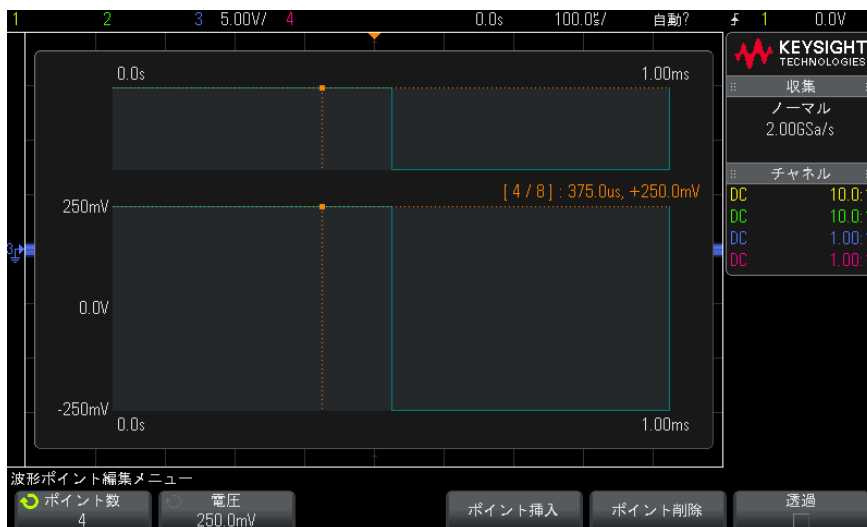 1 2 3 5.00V/ 4 0.0s 100.0㎲/ 自動? 1 0.0V
KEYSIGHT
TECHNOLOGIES
収集
ノーマル
2.00GSa/s
チャネル
DC 10.0:
DC 10.0:
DC 1.00:
DC 1.00:
0.0s 1.00ms
[ 4 / 8 ] : 375.0us, +250.0mV
250mV
3
0.0V
-250mV
0.0s 1.00ms
波形ポイント編集メニュー
ポイント数
4
電圧
250.0mV
ポイント挿入
ポイント削除
透過